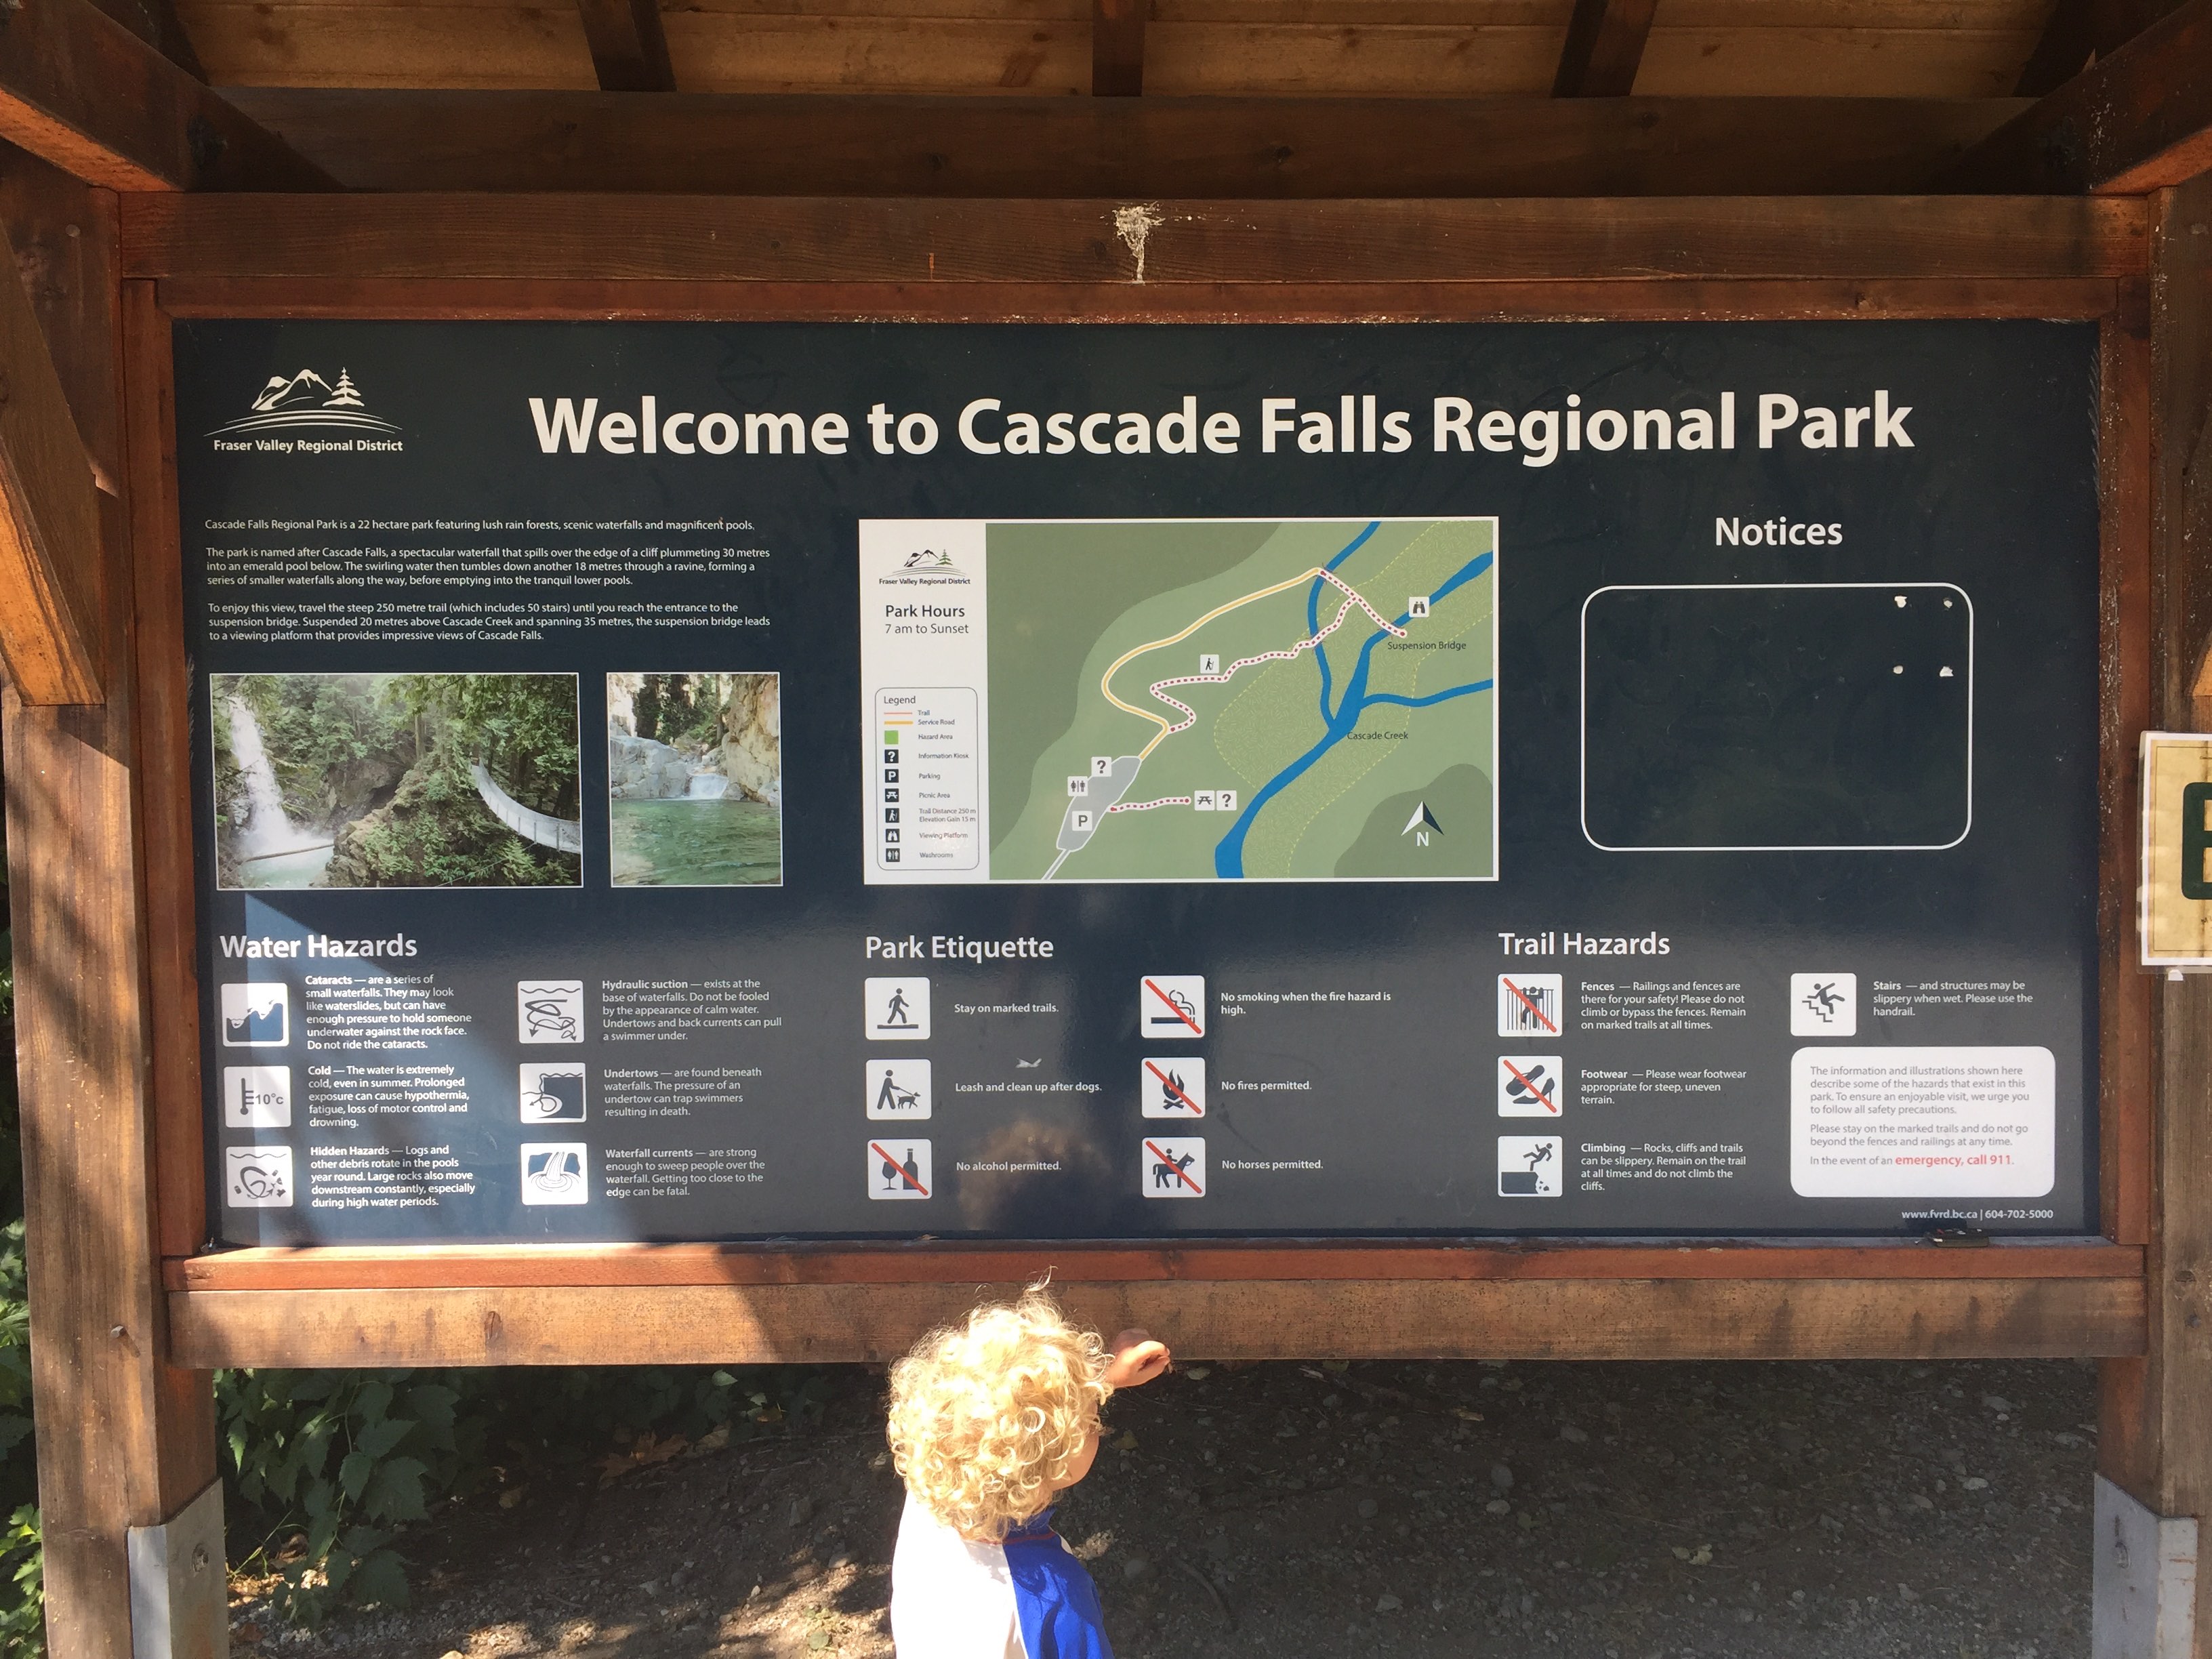 Fraser Valley Regional District
Welcome to Cascade Falls Regional Park
Cascade Falls Regional Park is a 22 hectare park featuring lush rain forests, scenic waterfalls and magnificent pools.
The park is named after Cascade Falls, a spectacular waterfall that spills over the edge of a cliff plummeting 30 metres
into an emerald pool below. The swirling water then tumbles down another 18 metres through a ravine, forming a
series of smaller waterfalls along the way, before emptying into the tranquil lower pools.
To enjoy this view, travel the steep 250 metre trail (which includes 50 stairs) until you reach the entrance to the
suspension bridge. Suspended 20 metres above Cascade Creek and spanning 35 metres, the suspension bridge leads
to a viewing platform that provides impressive views of Cascade Falls.
Fraser Valley Regional District
Park Hours
7 am to Sunset
Legend
Trail
Service Road
Hazard Area
? Information Kiosk
P Parking
Picnic Area
Trail Distance 250 m
Elevation Gain 15 m
Viewing Platform
Washrooms
Suspension Bridge
Cascade Creek
?
P
?
N
Notices
Water Hazards
Cataracts — are a series of
small waterfalls. They may look
like waterslides, but can have
enough pressure to hold someone
underwater against the rock face.
Do not ride the cataracts.
10°c
Cold — The water is extremely
cold, even in summer. Prolonged
exposure can cause hypothermia,
fatigue, loss of motor control and
drowning.
Hidden Hazards — Logs and
other debris rotate in the pools
year round. Large rocks also move
downstream constantly, especially
during high water periods.
Hydraulic suction — exists at the
base of waterfalls. Do not be fooled
by the appearance of calm water.
Undertows and back currents can pull
a swimmer under.
Undertows — are found beneath
waterfalls. The pressure of an
undertow can trap swimmers
resulting in death.
Waterfall currents — are strong
enough to sweep people over the
waterfall. Getting too close to the
edge can be fatal.
Park Etiquette
Stay on marked trails.
Leash and clean up after dogs.
No alcohol permitted.
No smoking when the fire hazard is
high.
No fires permitted.
No horses permitted.
Trail Hazards
Fences — Railings and fences are
there for your safety! Please do not
climb or bypass the fences. Remain
on marked trails at all times.
Footwear — Please wear footwear
appropriate for steep, uneven
terrain.
Climbing — Rocks, cliffs and trails
can be slippery. Remain on the trail
at all times and do not climb the
cliffs.
Stairs — and structures may be
slippery when wet. Please use the
handrail.
The information and illustrations shown here
describe some of the hazards that exist in this
park. To ensure an enjoyable visit, we urge you
to follow all safety precautions.
Please stay on the marked trails and do not go
beyond the fences and railings at any time.
In the event of an emergency, call 911.
www.fvrd.bc.ca | 604-702-5000